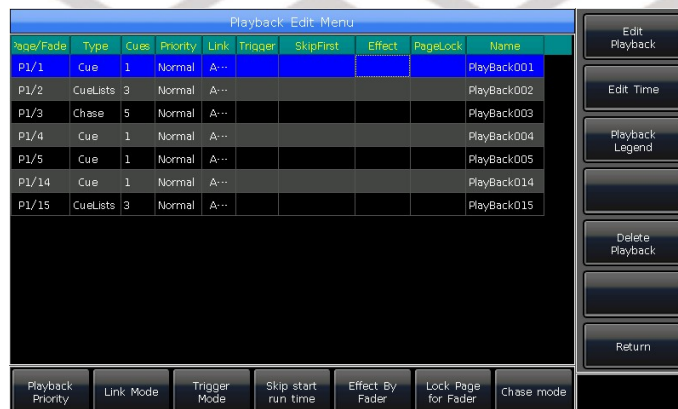 Playback Edit Menu
Page/Fade Type Cues Priority Link Trigger SkipFirst Effect PageLock Name
P1/1 Cue 1 Normal A··· PlayBack001
P1/2 CueLists 3 Normal A··· PlayBack002
P1/3 Chase 5 Normal A··· PlayBack003
P1/4 Cue 1 Normal A··· PlayBack004
P1/5 Cue 1 Normal A··· PlayBack005
P1/14 Cue 1 Normal A··· PlayBack014
P1/15 CueLists 3 Normal A··· PlayBack015
Edit
Playback
Edit Time
Playback
Legend
Delete
Playback
Return
Playback
Priority
Link Mode
Trigger
Mode
Skip start
run time
Effect By
Fader
Lock Page
for Fader
Chase mode